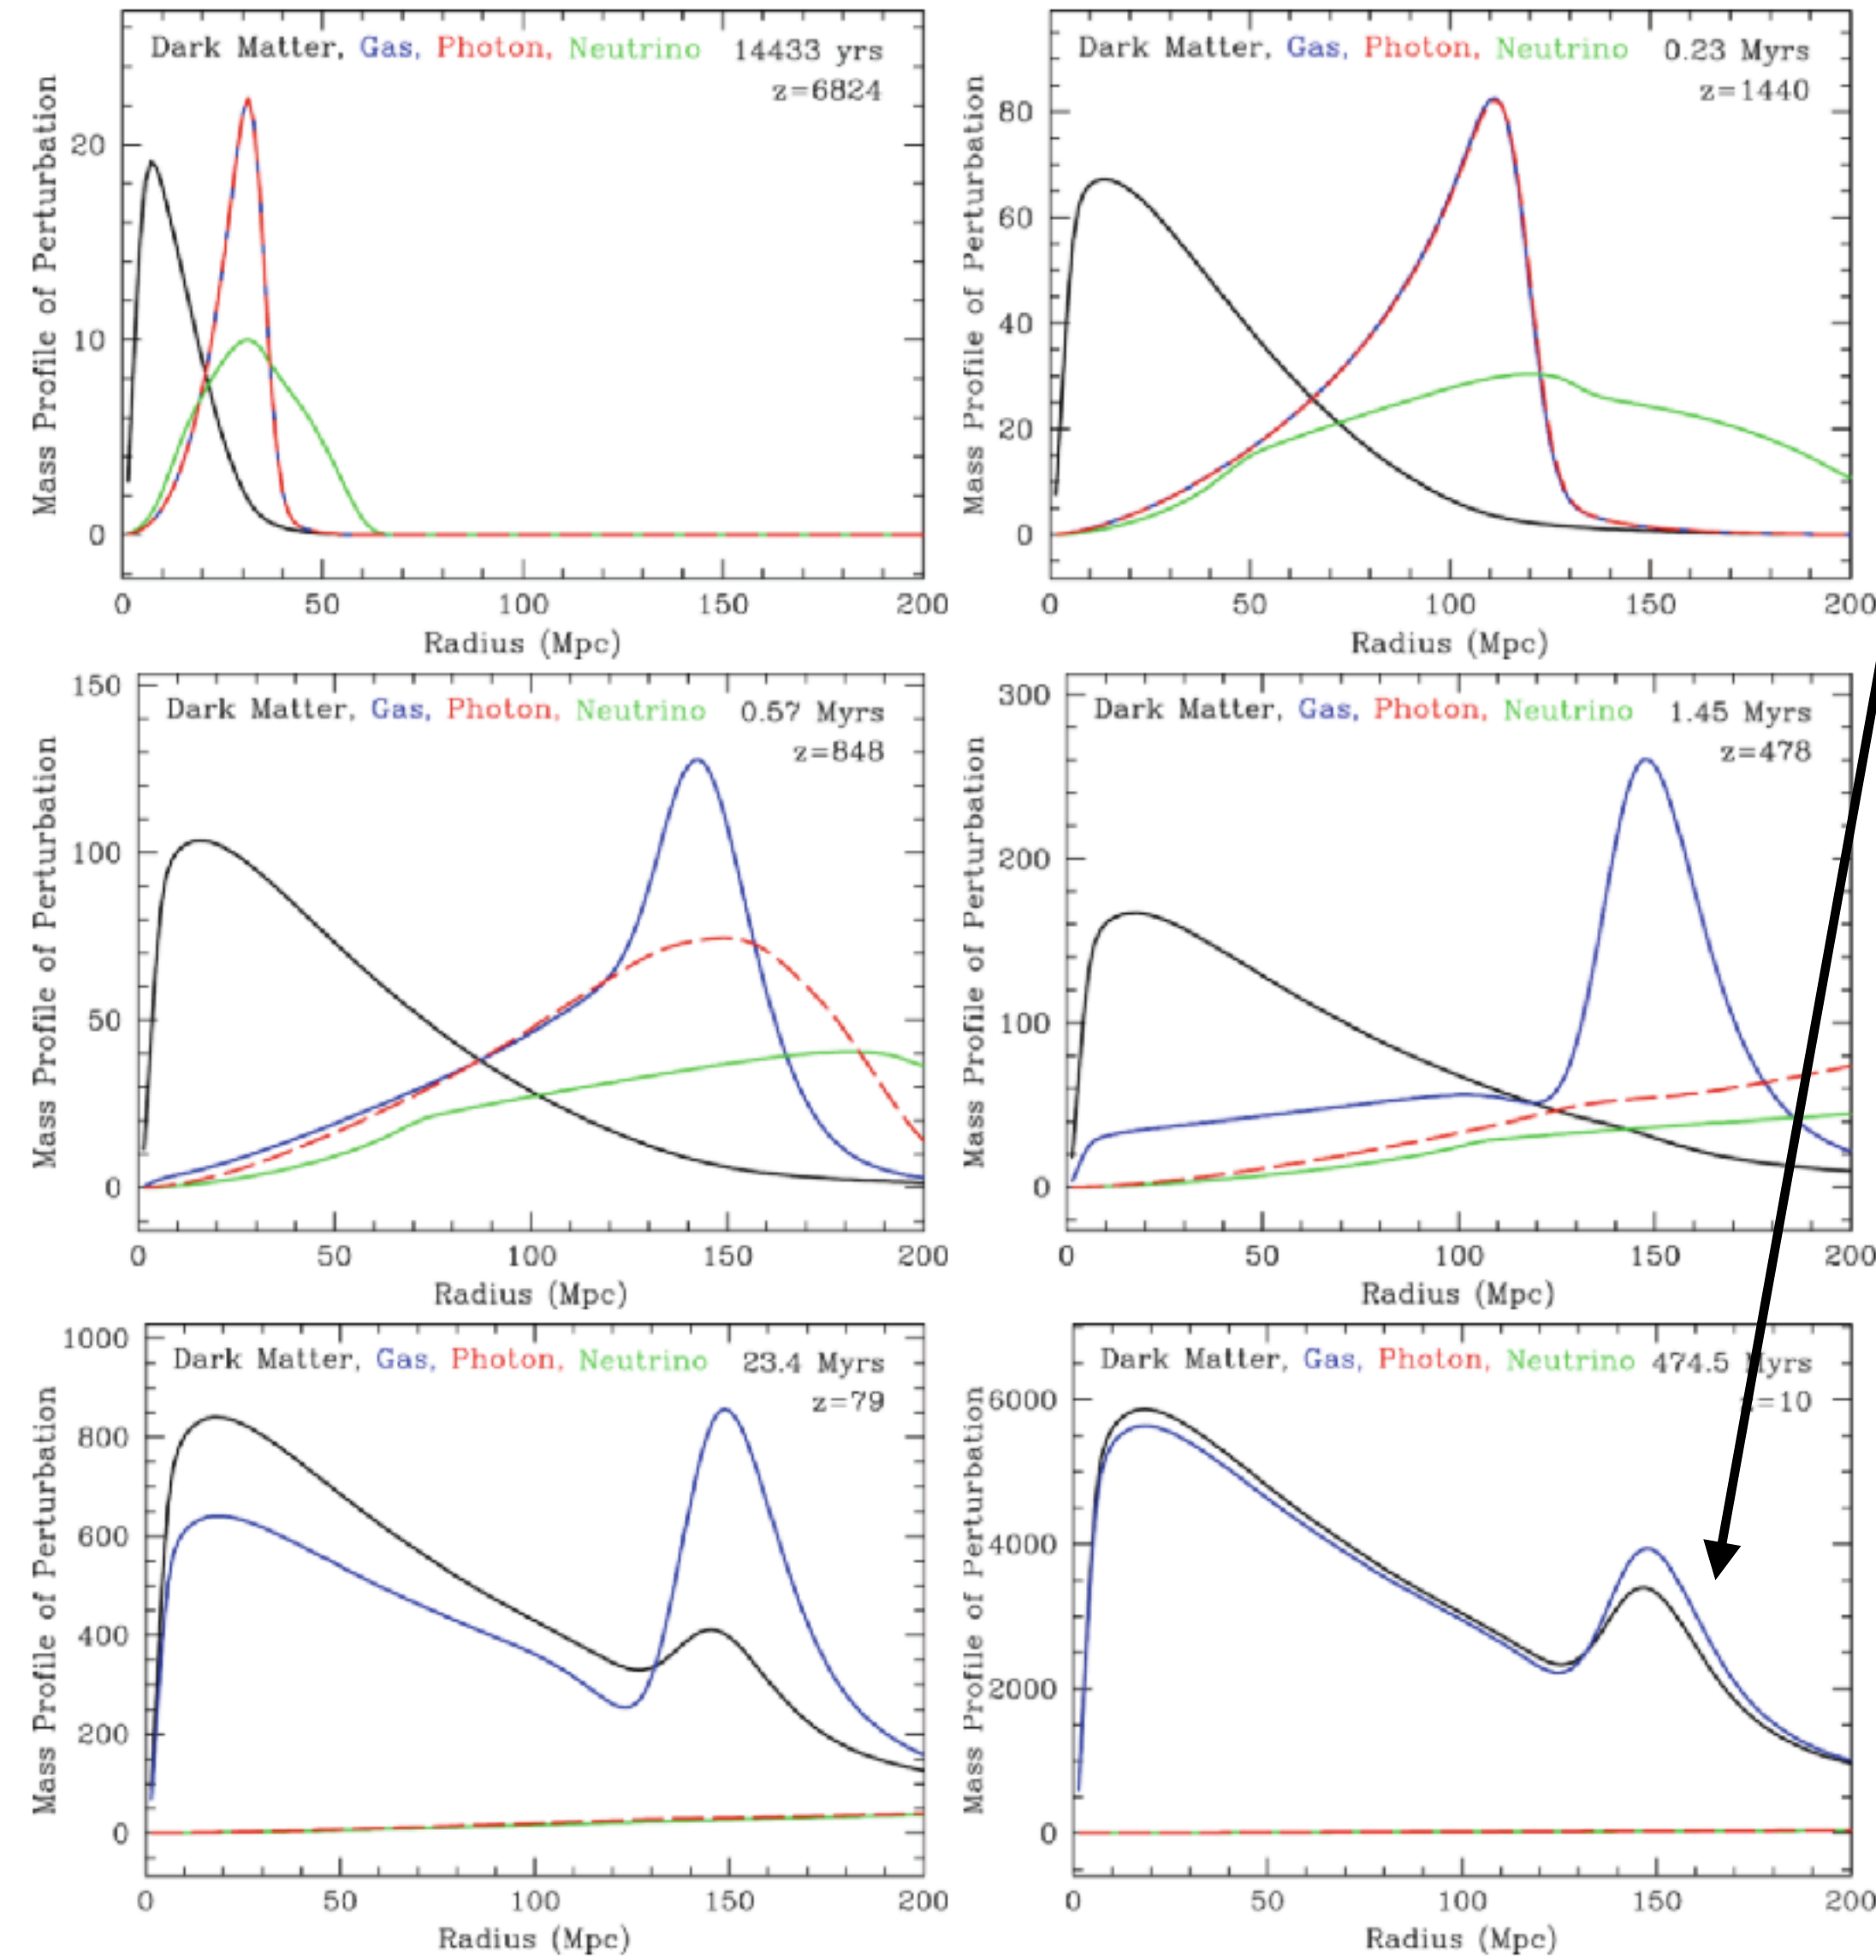 Dark Matter, Gas, Photon, Neutrino 14433 yrs
z=6824
Mass Profile of Perturbation
20
10
0
0 50 100 150 200
Radius (Mpc)
Dark Matter, Gas, Photon, Neutrino 0.23 Myrs
z=1440
Mass Profile of Perturbation
80
60
40
20
0
0 50 100 150 200
Radius (Mpc)
Dark Matter, Gas, Photon, Neutrino 0.57 Myrs
z=848
Mass Profile of Perturbation
150
100
50
0
0 50 100 150 200
Radius (Mpc)
Dark Matter, Gas, Photon, Neutrino 1.45 Myrs
z=478
Mass Profile of Perturbation
300
200
100
0
0 50 100 150 200
Radius (Mpc)
Dark Matter, Gas, Photon, Neutrino 23.4 Myrs
z=79
Mass Profile of Perturbation
1000
800
600
400
200
0
0 50 100 150 200
Radius (Mpc)
Dark Matter, Gas, Photon, Neutrino 474.5 Myrs
z=10
Mass Profile of Perturbation
6000
4000
2000
0
0 50 100 150 200
Radius (Mpc)